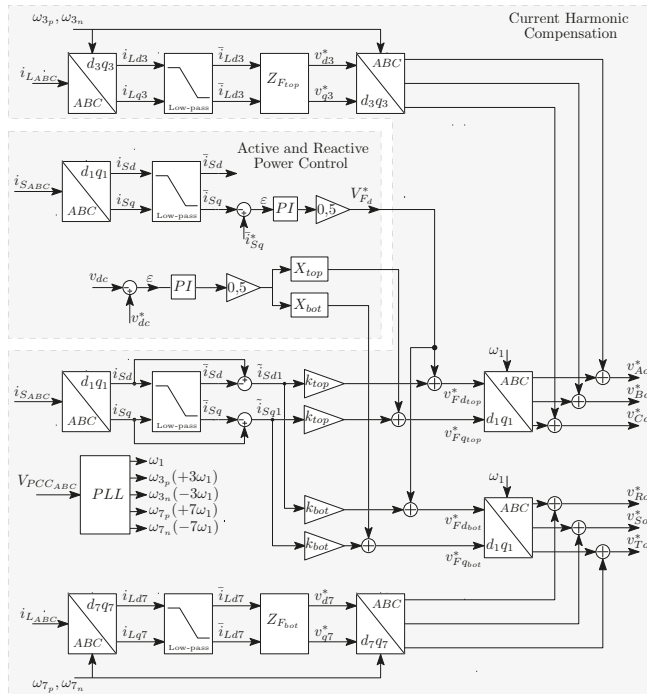 ω3p, ω3n
Current Harmonic
Compensation
iLABC
d3q3
ABC
iLd3
iLq3
Low-pass
ĩLd3
ĩLd3
ZFtop
v*d3
v*q3
ABC
d3q3
Active and Reactive
Power Control
iSABC
d1q1
ABC
iSd
iSq
Low-pass
īSd
īSq
ε
PI
0,5
V*Fd
ī*Sq
vdc
ε
PI
0,5
Xtop
Xbot
v*dc
iSABC
d1q1
ABC
iSd
iSq
Low-pass
īSd
īSq
ĩSd1
ĩSq1
ktop
ktop
v*Fdtop
v*Fqtop
ω1
ABC
d1q1
v*Ao
v*Bo
v*Co
VPCCABC
PLL
ω1
ω3p(+3ω1)
ω3n(−3ω1)
ω7p(+7ω1)
ω7n(−7ω1)
kbot
kbot
v*Fdbot
v*Fqbot
ω1
ABC
d1q1
v*Ro
v*So
v*To
iLABC
d7q7
ABC
iLd7
iLq7
Low-pass
īLd7
īLd7
ZFbot
v*d7
v*q7
ABC
d7q7
ω7p, ω7n